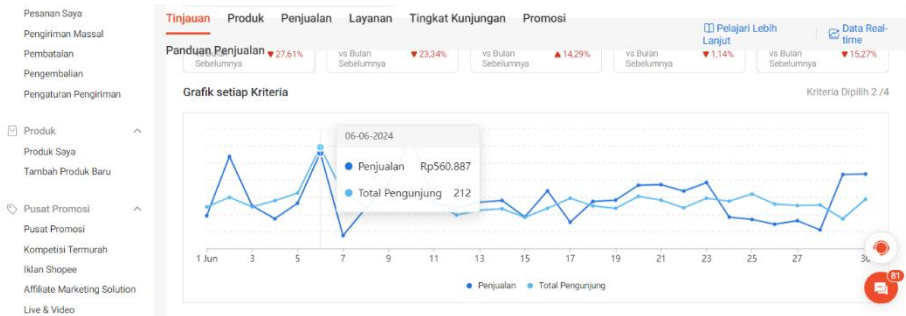 Pesanan Saya
Pengiriman Massal
Pembatalan
Pengembalian
Pengaturan Pengiriman
Produk
Produk Saya
Tambah Produk Baru
Pusat Promosi
Pusat Promosi
Kompetisi Termurah
Iklan Shopee
Affiliate Marketing Solution
Live & Video
Tinjauan Produk Penjualan Layanan Tingkat Kunjungan Promosi
Pelajari Lebih Lanjut
Data Real-time
Panduan Penjualan
27,61%
Sebelumnya
vs Bulan Sebelumnya 23,34%
vs Bulan Sebelumnya 14,29%
vs Bulan Sebelumnya 1,14%
vs Bulan Sebelumnya 15,27%
Grafik setiap Kriteria
Kriteria Dipilih 2 /4
06-06-2024
Penjualan Rp560.887
Total Pengunjung 212
1 Jun 3 5 7 9 11 13 15 17 19 21 23 25 27 30
Penjualan Total Pengunjung
81